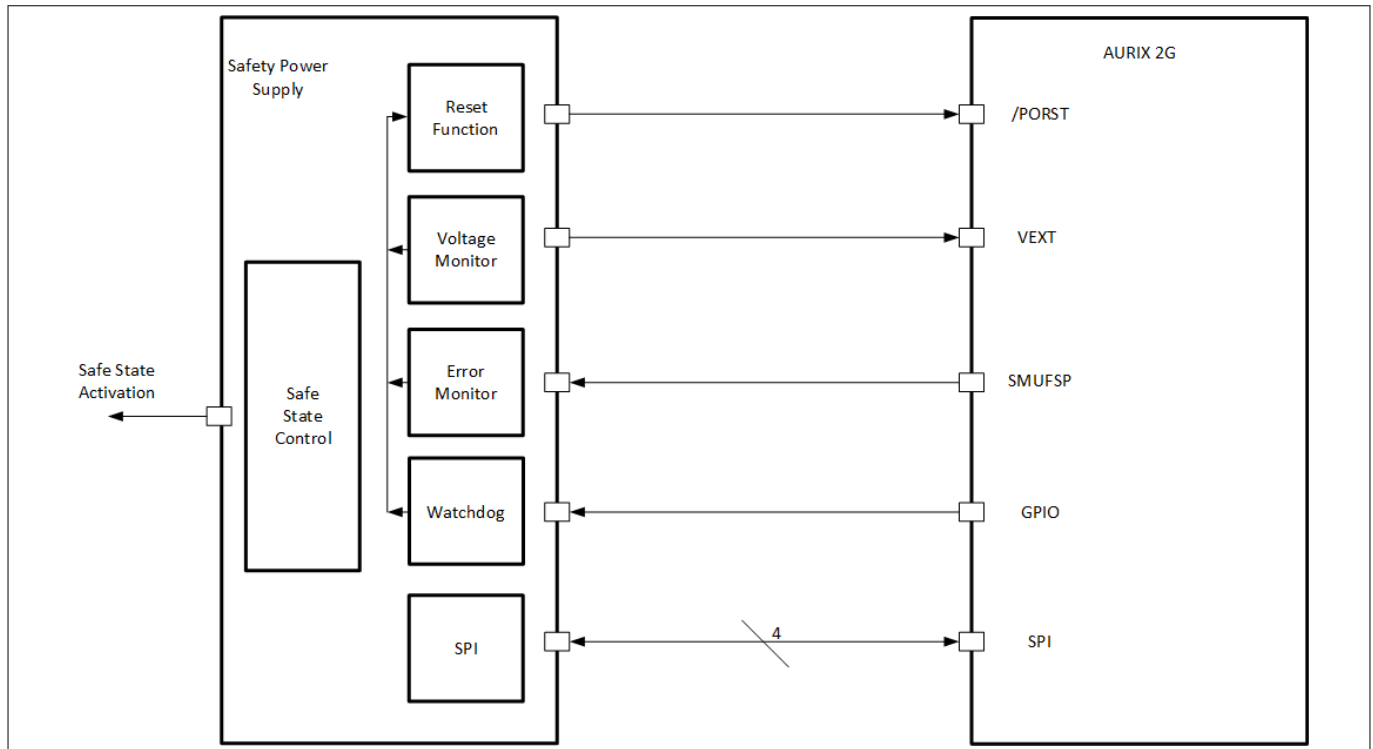 Safety Power
Supply
Reset
Function
Voltage
Monitor
Error
Monitor
Watchdog
SPI
Safe
State
Control
Safe State
Activation
4
AURIX 2G
/PORST
VEXT
SMUFSP
GPIO
SPI